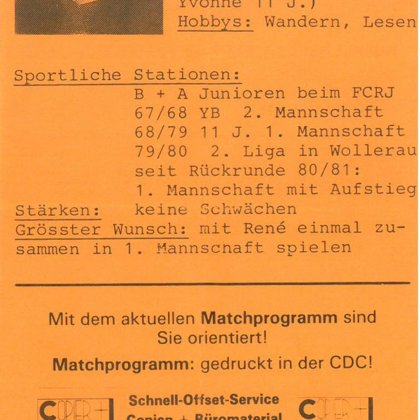 Yvonne 11 J.)
Hobbys: Wandern, Lesen
Sportliche Stationen:
B + A Junioren beim FCRJ
67/68 YB 2. Mannschaft
68/79 11 J. 1. Mannschaft
79/80 2. Liga in Wollerau
seit Rückrunde 80/81:
1. Mannschaft mit Aufstieg
Stärken: keine Schwächen
Grösster Wunsch: mit René einmal zu-
sammen in 1. Mannschaft spielen
Mit dem aktuellen Matchprogramm sind
Sie orientiert!
Matchprogramm: gedruckt in der CDC!
Schnell-Offset-Service
Copien + Büromaterial